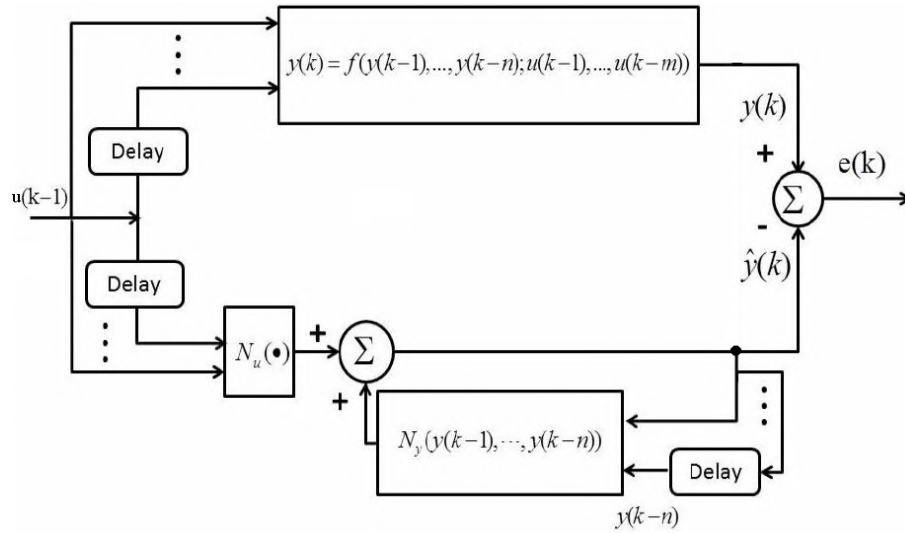 y(k) = f(y(k−1),...,y(k−n);u(k−1),...,u(k−m))
y(k)
Delay
+
e(k)
u(k−1)
Σ
-
ŷ(k)
Delay
N_u(•)
+
Σ
+
N_y(y(k−1),⋯,y(k−n))
Delay
y(k−n)